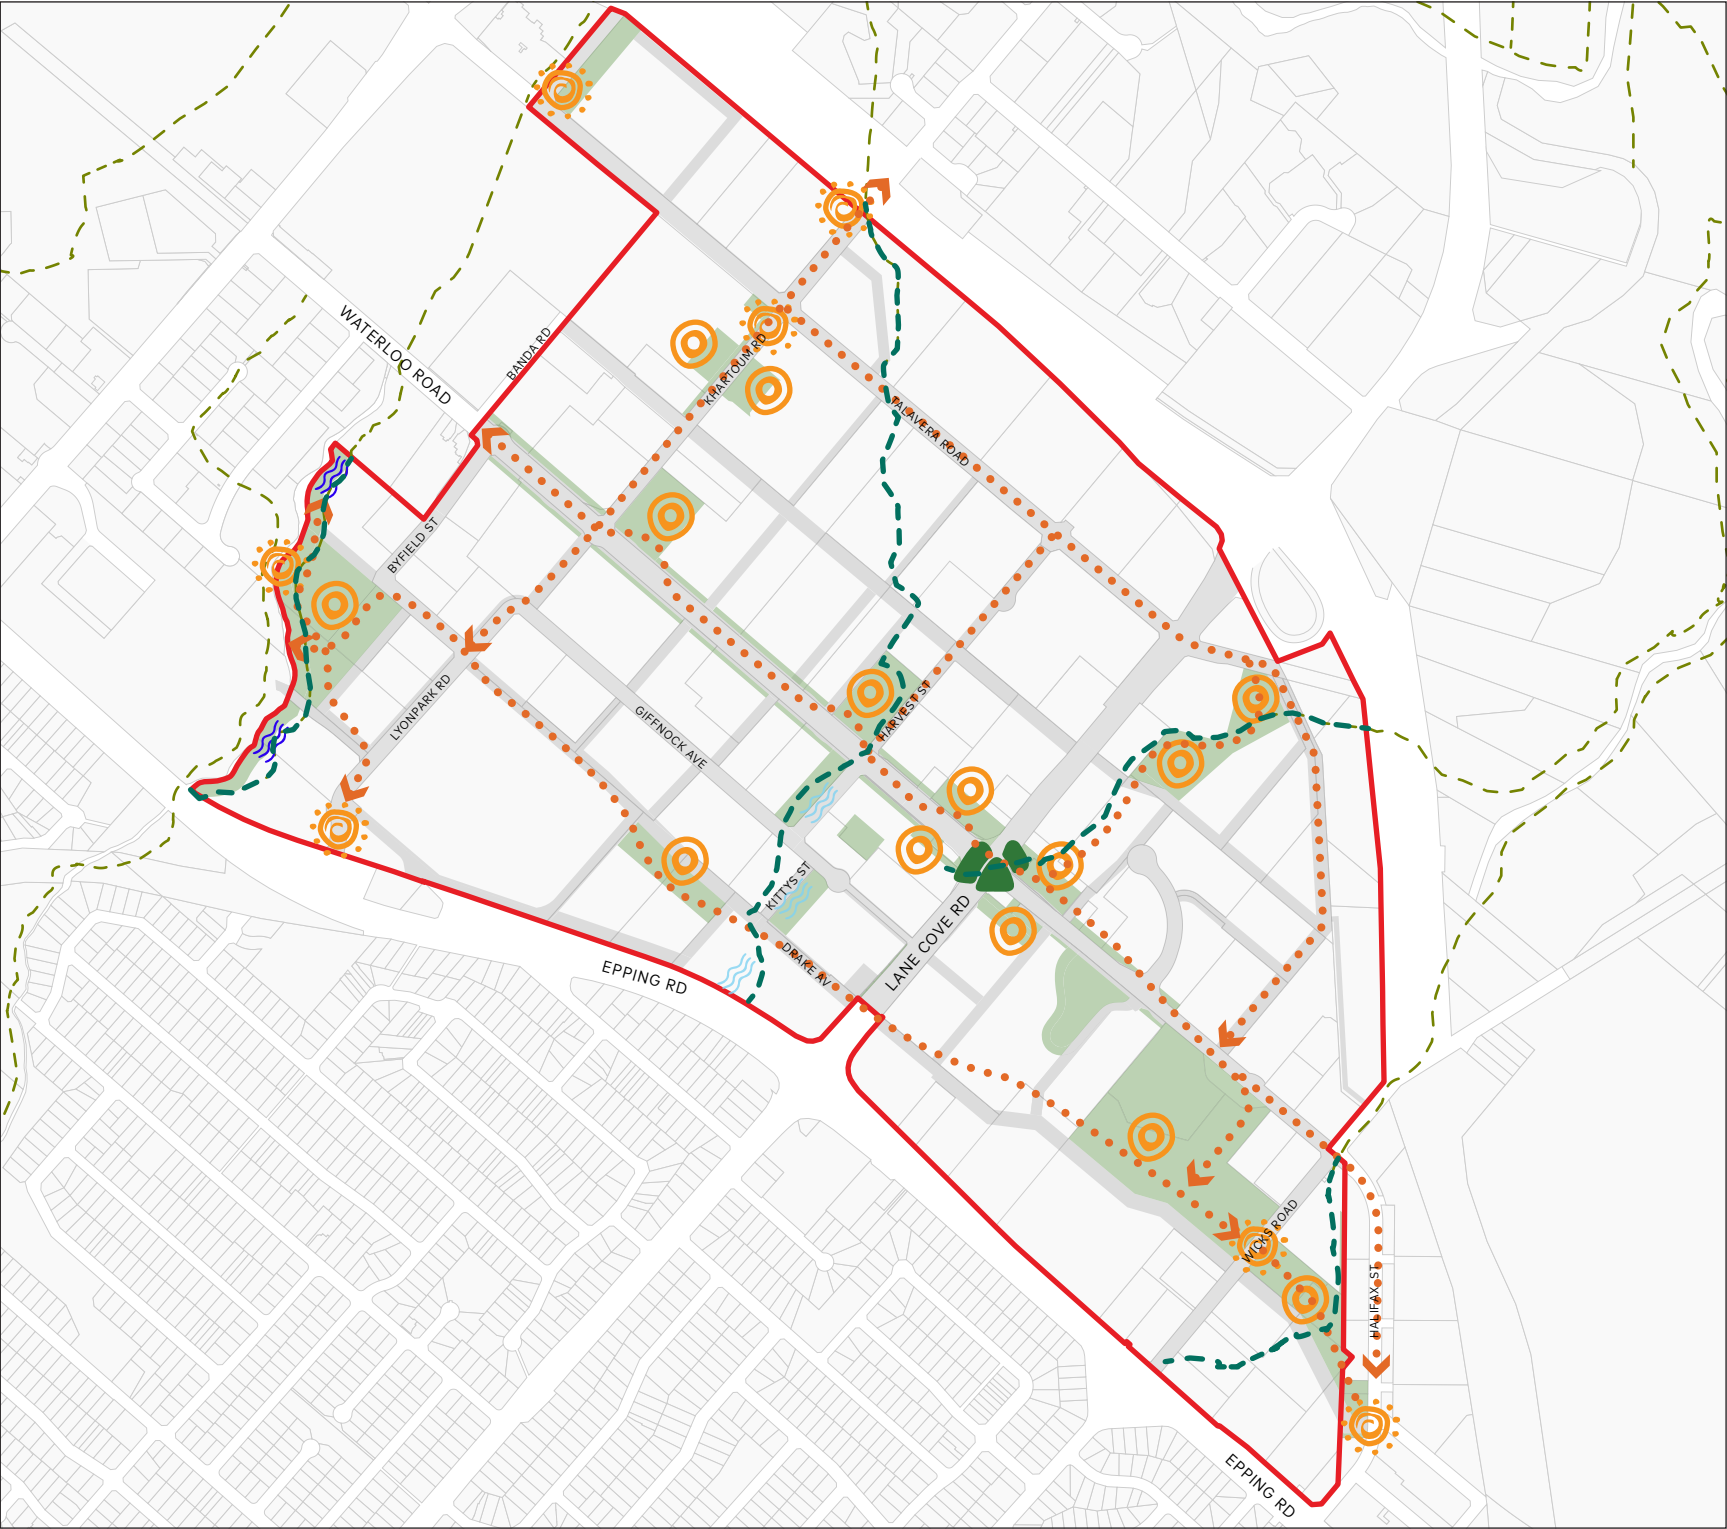 WATERLOO ROAD
BANDA RD
KHARTOUM RD
TALAVERA ROAD
BYFIELD ST
LYONPARK RD
GIFFNOCK AVE
HARVEST ST
KITTYS ST
LANE COVE RD
DRAKE AV
EPPING RD
WICKS ROAD
HALIFAX ST
EPPING RD